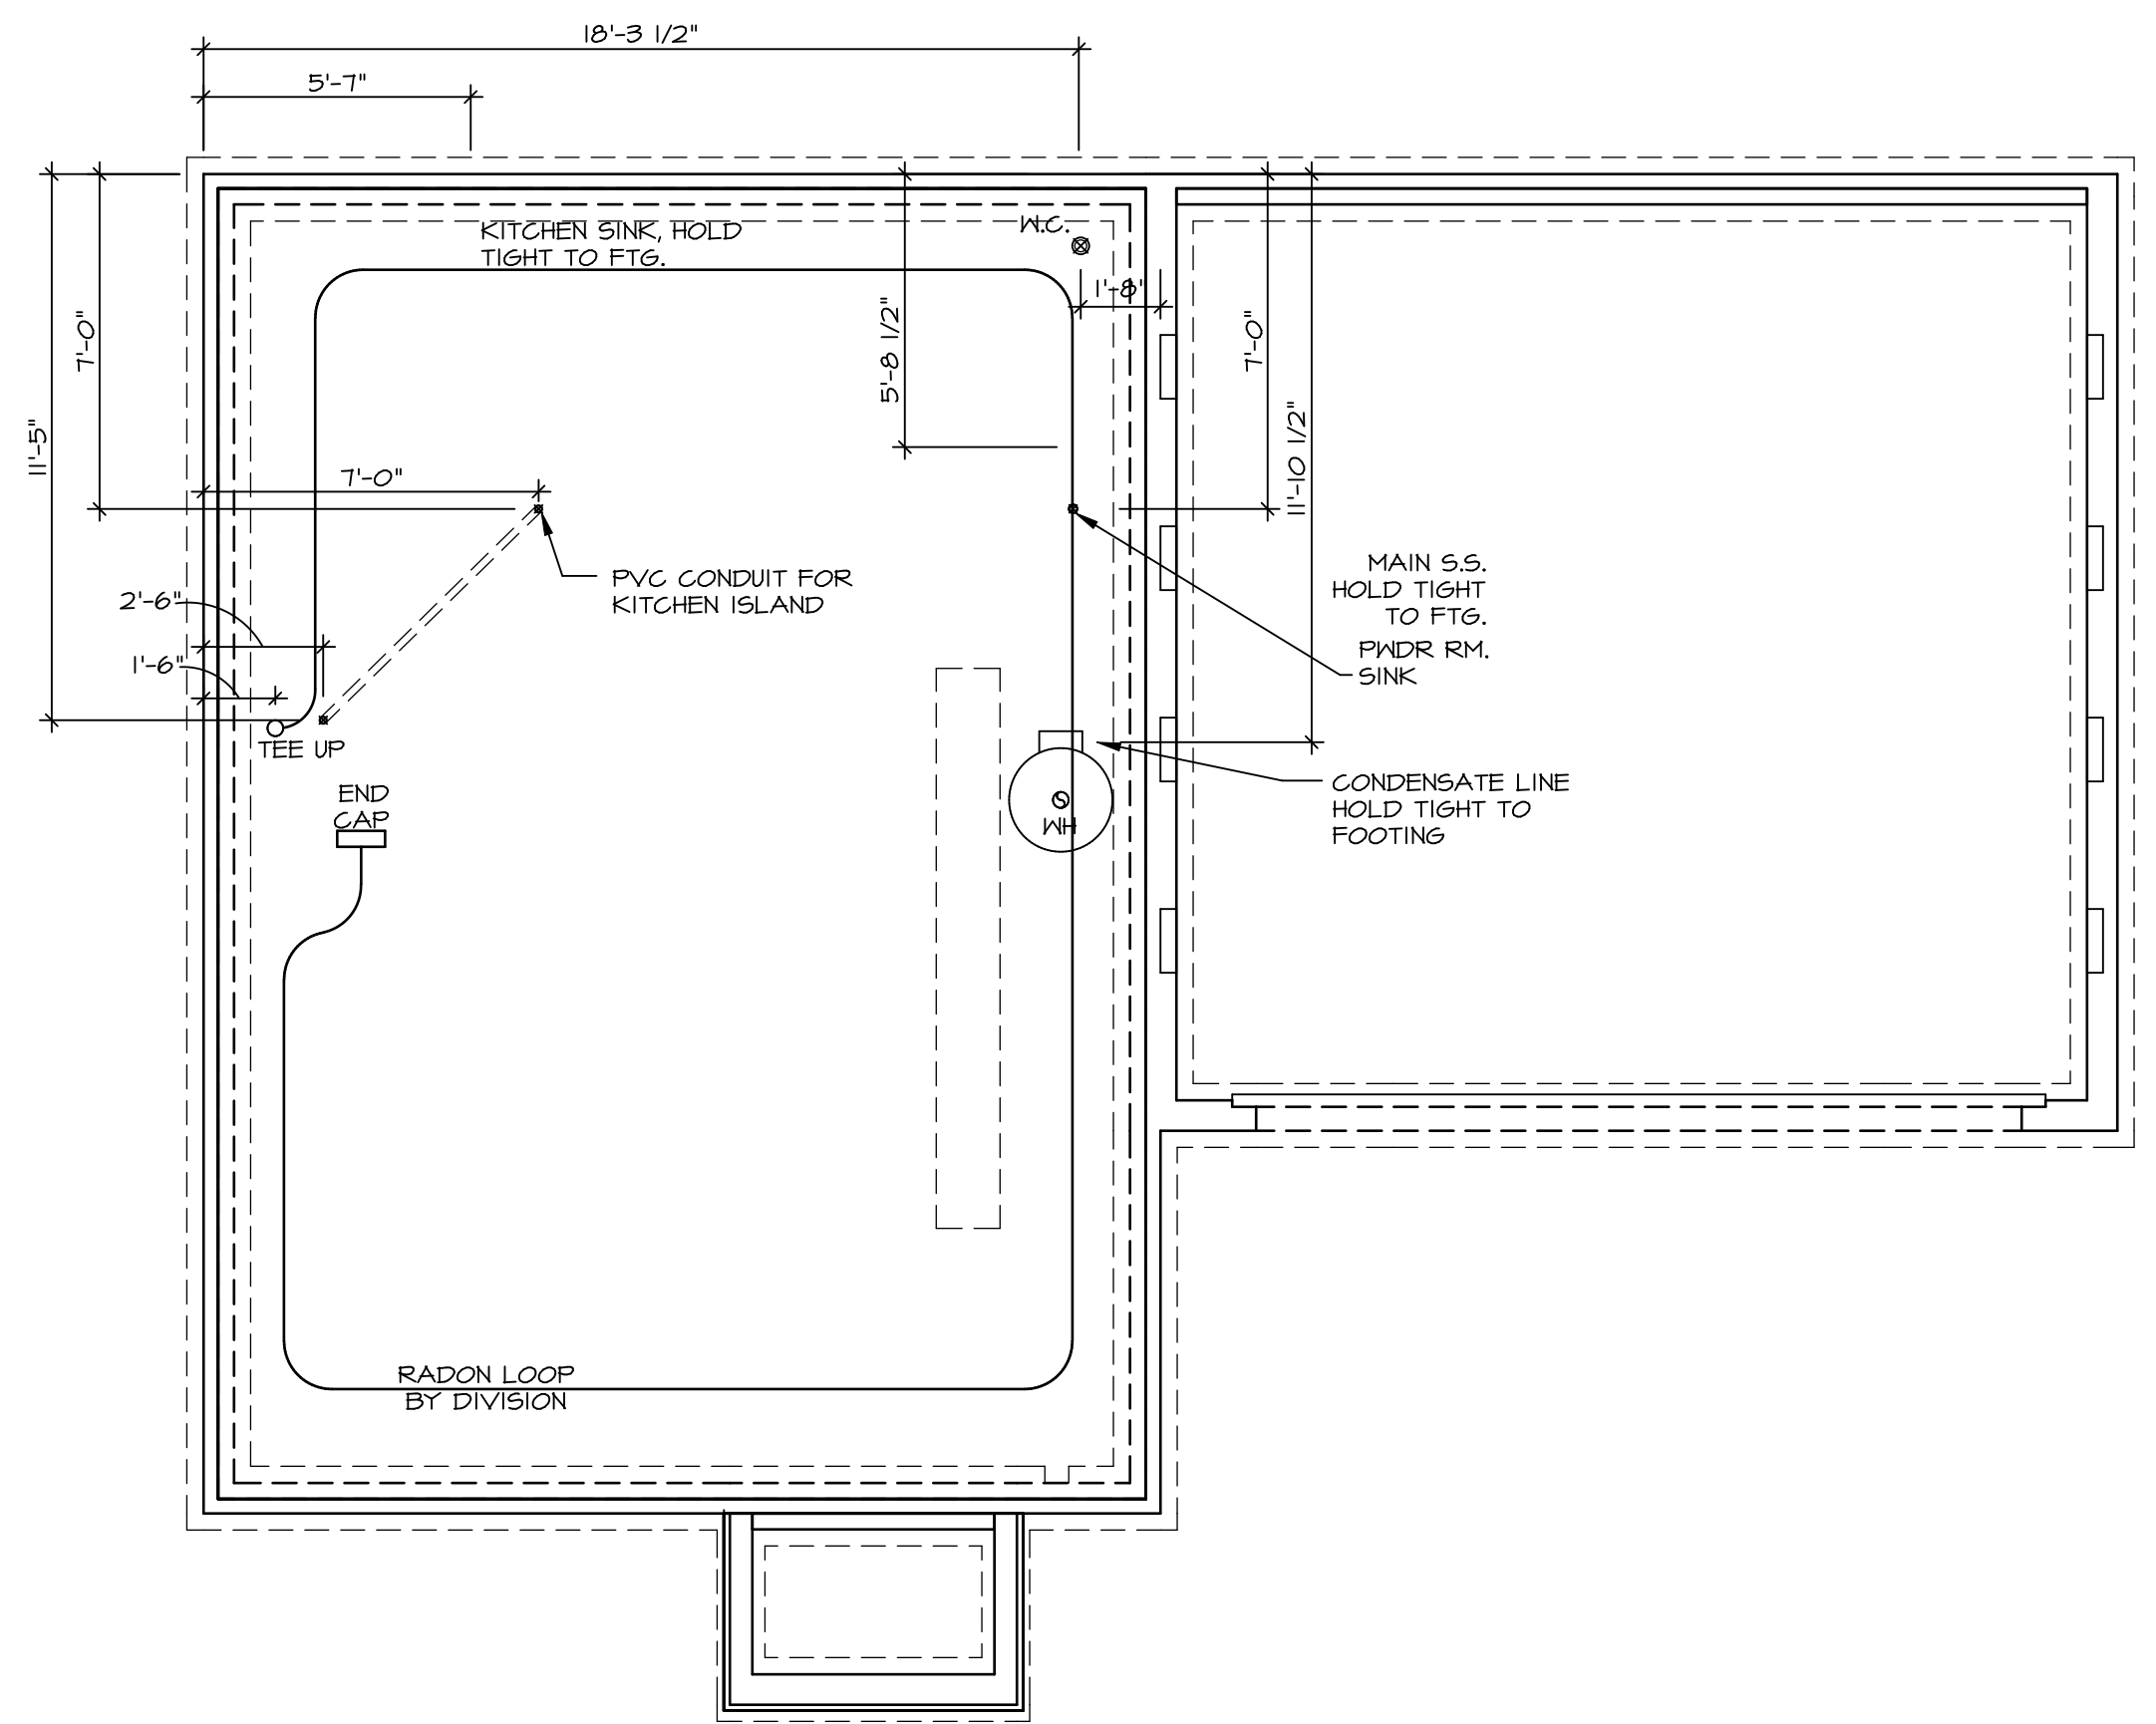 18'-3 1/2"
5'-7"
KITCHEN SINK, HOLD
TIGHT TO FTG.
W.C.
1'-8"
7'-0"
11'-5"
5'-8 1/2"
7'-0"
11'-10 1/2"
7'-0"
PVC CONDUIT FOR
KITCHEN ISLAND
MAIN S.S.
HOLD TIGHT
TO FTG.
PWDR RM.
SINK
2'-6"
1'-6"
TEE UP
END
CAP
WH
CONDENSATE LINE
HOLD TIGHT TO
FOOTING
RADON LOOP
BY DIVISION